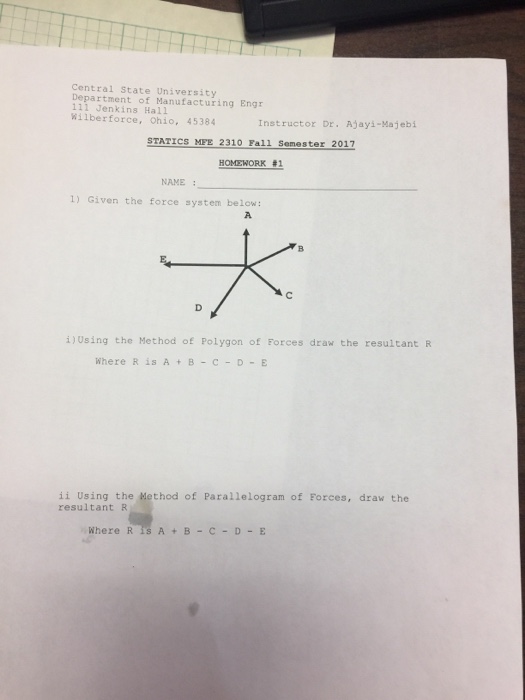 Central State University
Department of Manufacturing Engr
111 Jenkins Hall
Wilberforce, Ohio, 45384 Instructor Dr. Ajayi-Majebi
STATICS MFE 2310 Fall Semester 2017
HOMEWORK #1
NAME :
1) Given the force system below:
A
B
E
C
D
i)Using the Method of Polygon of Forces draw the resultant R
Where R is A + B - C - D - E
ii Using the Method of Parallelogram of Forces, draw the
resultant R
Where R is A + B - C - D - E